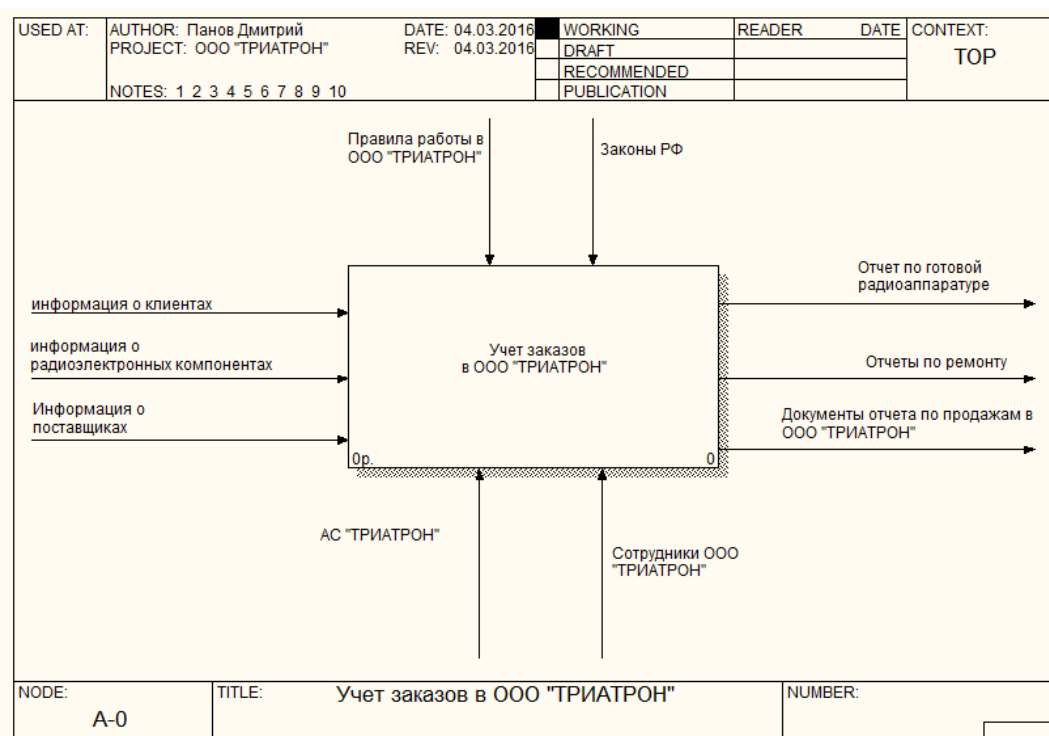 USED AT:
AUTHOR: Панов Дмитрий
DATE: 04.03.2016
PROJECT: ООО "ТРИАТРОН"
REV: 04.03.2016
NOTES: 1 2 3 4 5 6 7 8 9 10
WORKING
DRAFT
RECOMMENDED
PUBLICATION
READER
DATE
CONTEXT:
TOP
Правила работы в
ООО "ТРИАТРОН"
Законы РФ
информация о клиентах
информация о
радиоэлектронных компонентах
Информация о
поставщиках
Учет заказов
в ООО "ТРИАТРОН"
0р.
0
Отчет по готовой
радиоаппаратуре
Отчеты по ремонту
Документы отчета по продажам в
ООО "ТРИАТРОН"
АС "ТРИАТРОН"
Сотрудники ООО
"ТРИАТРОН"
NODE:
A-0
TITLE:
Учет заказов в ООО "ТРИАТРОН"
NUMBER: